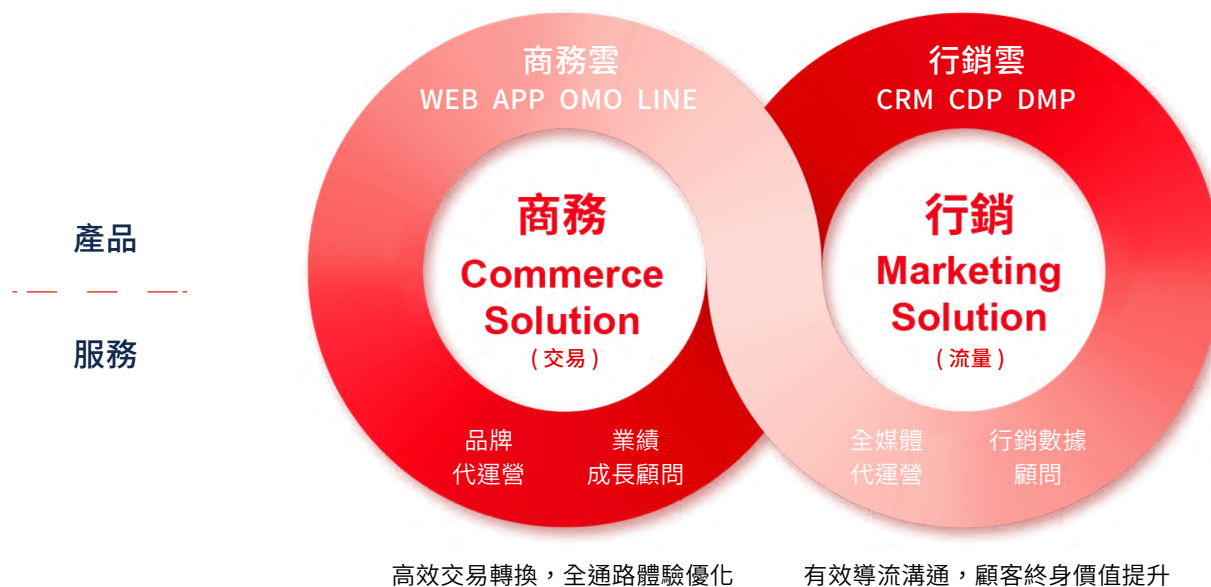 商務雲
WEB APP OMO LINE
行銷雲
CRM CDP DMP
產品
服務
商務
Commerce
Solution
(交易)
行銷
Marketing
Solution
(流量)
品牌
代運營
業績
成長顧問
全媒體
代運營
行銷數據
顧問
高效交易轉換，全通路體驗優化
有效導流溝通，顧客終身價值提升